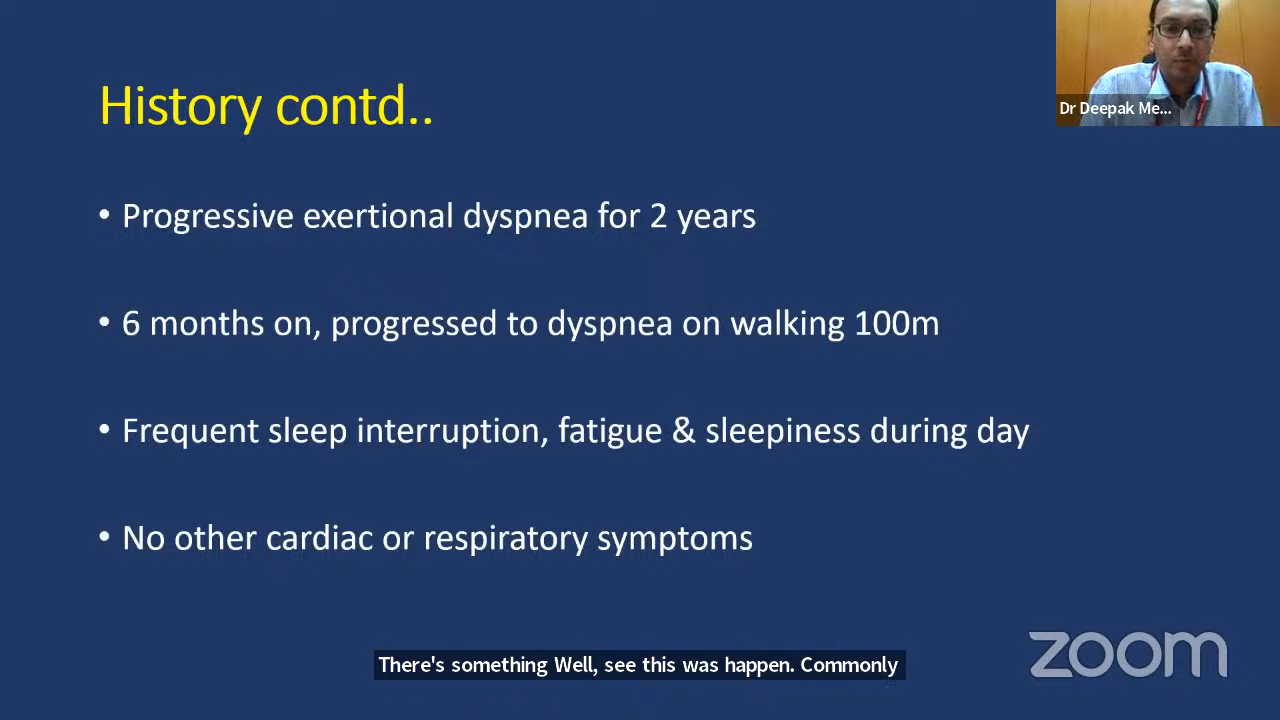 History contd..
Dr Deepak Me...
• Progressive exertional dyspnea for 2 years
• 6 months on, progressed to dyspnea on walking 100m
• Frequent sleep interruption, fatigue & sleepiness during day
• No other cardiac or respiratory symptoms
There's something Well, see this was happen. Commonly
zoom